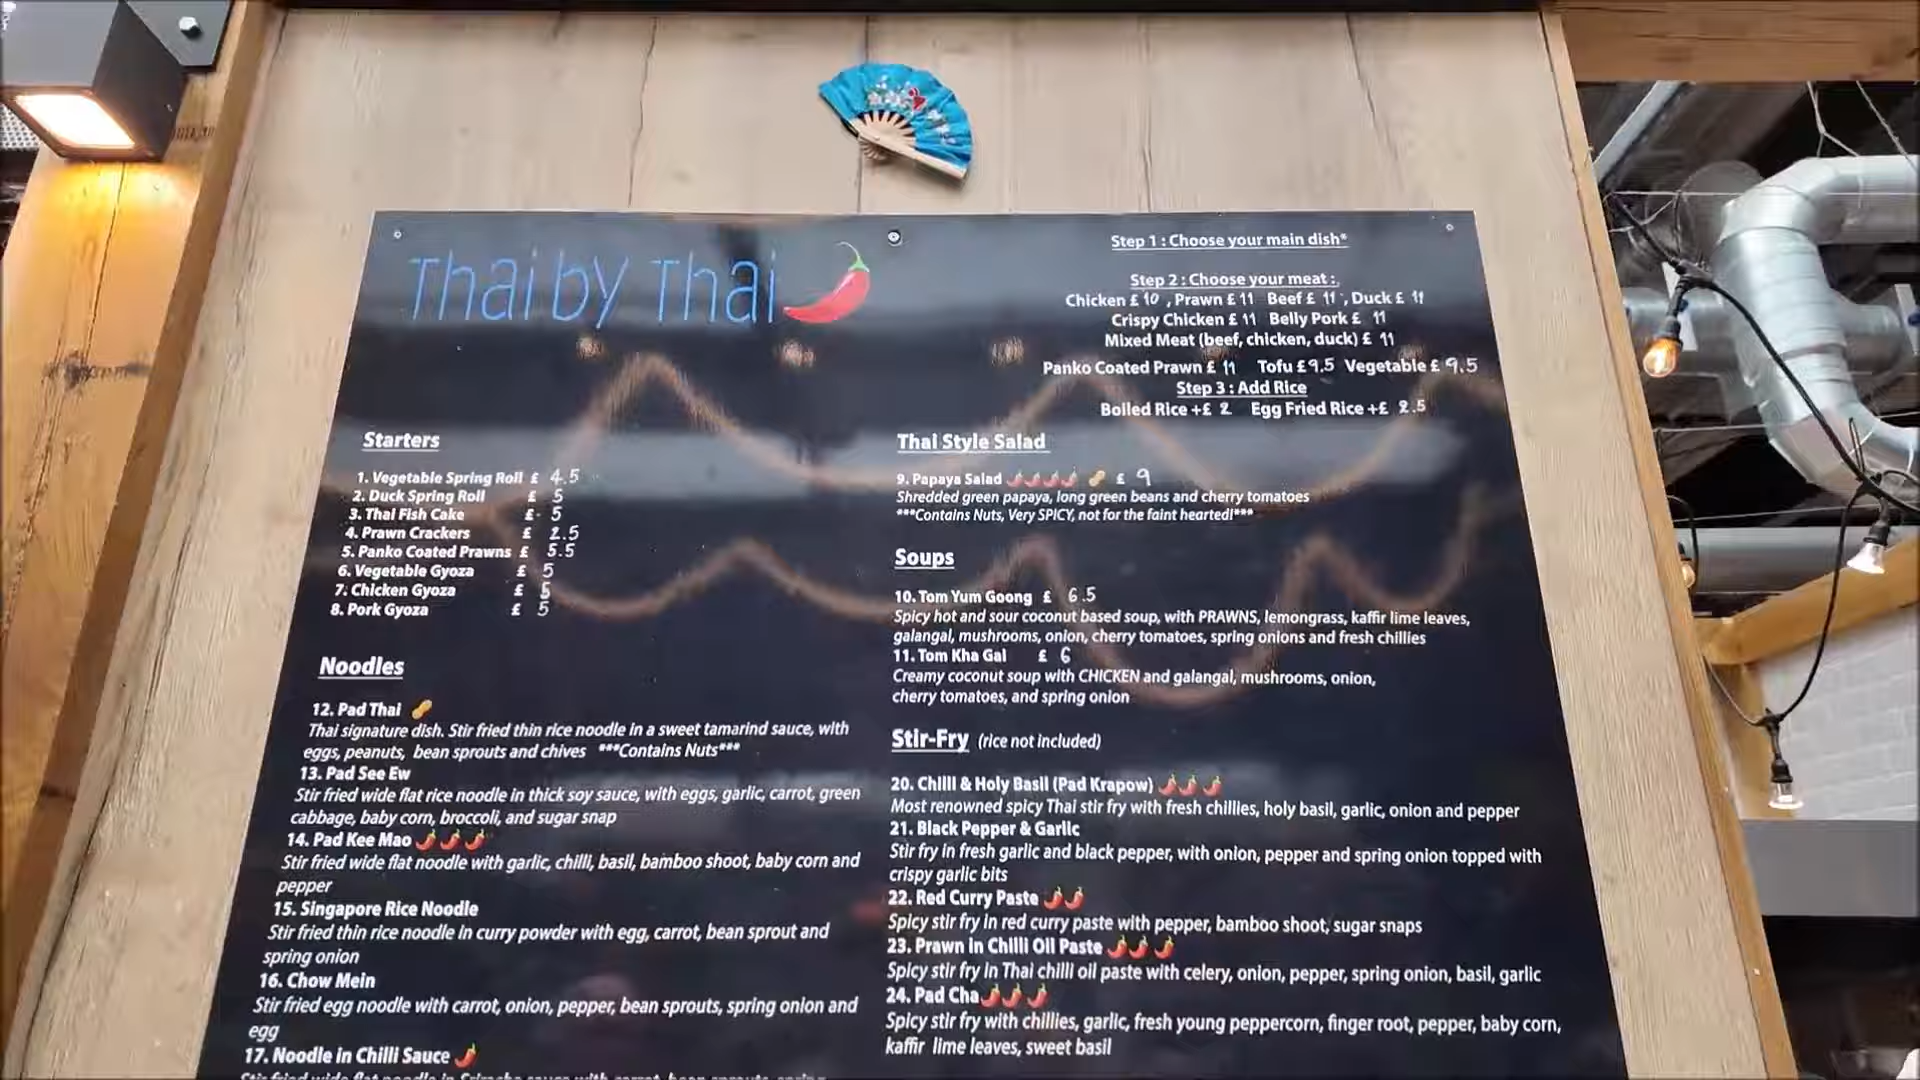 Thai by Thai
Step 1 : Choose your main dish*
Step 2 : Choose your meat :
Chicken £ 10 , Prawn £ 11 Beef £ 11 , Duck £ 11
Crispy Chicken £ 11 Belly Pork £ 11
Mixed Meat (beef, chicken, duck) £ 11
Panko Coated Prawn £ 11 Tofu £ 9.5 Vegetable £ 9.5
Step 3 : Add Rice
Boiled Rice +£ 2 Egg Fried Rice +£ 2.5
Starters
1. Vegetable Spring Roll £ 4.5
2. Duck Spring Roll £ 5
3. Thai Fish Cake £ 5
4. Prawn Crackers £ 2.5
5. Panko Coated Prawns £ 5.5
6. Vegetable Gyoza £ 5
7. Chicken Gyoza £ 5
8. Pork Gyoza £ 5
Noodles
12. Pad Thai
Thai signature dish. Stir fried thin rice noodle in a sweet tamarind sauce, with
eggs, peanuts, bean sprouts and chives ***Contains Nuts***
13. Pad See Ew
Stir fried wide flat rice noodle in thick soy sauce, with eggs, garlic, carrot, green
cabbage, baby corn, broccoli, and sugar snap
14. Pad Kee Mao
Stir fried wide flat noodle with garlic, chilli, basil, bamboo shoot, baby corn and
pepper
15. Singapore Rice Noodle
Stir fried thin rice noodle in curry powder with egg, carrot, bean sprout and
spring onion
16. Chow Mein
Stir fried egg noodle with carrot, onion, pepper, bean sprouts, spring onion and
egg
17. Noodle in Chilli Sauce
Stir fried wide flat noodle in Sriracha sauce with carrot, bean sprouts, spring
Thai Style Salad
9. Papaya Salad £ 9
Shredded green papaya, long green beans and cherry tomatoes
***Contains Nuts, Very SPICY, not for the faint hearted!***
Soups
10. Tom Yum Goong £ 6.5
Spicy hot and sour coconut based soup, with PRAWNS, lemongrass, kaffir lime leaves,
galangal, mushrooms, onion, cherry tomatoes, spring onions and fresh chillies
11. Tom Kha Gai £ 6
Creamy coconut soup with CHICKEN and galangal, mushrooms, onion,
cherry tomatoes, and spring onion
Stir-Fry (rice not included)
20. Chilli & Holy Basil (Pad Krapow)
Most renowned spicy Thai stir fry with fresh chillies, holy basil, garlic, onion and pepper
21. Black Pepper & Garlic
Stir fry in fresh garlic and black pepper, with onion, pepper and spring onion topped with
crispy garlic bits
22. Red Curry Paste
Spicy stir fry in red curry paste with pepper, bamboo shoot, sugar snaps
23. Prawn in Chilli Oil Paste
Spicy stir fry in Thai chilli oil paste with celery, onion, pepper, spring onion, basil, garlic
24. Pad Cha
Spicy stir fry with chillies, garlic, fresh young peppercorn, finger root, pepper, baby corn,
kaffir lime leaves, sweet basil